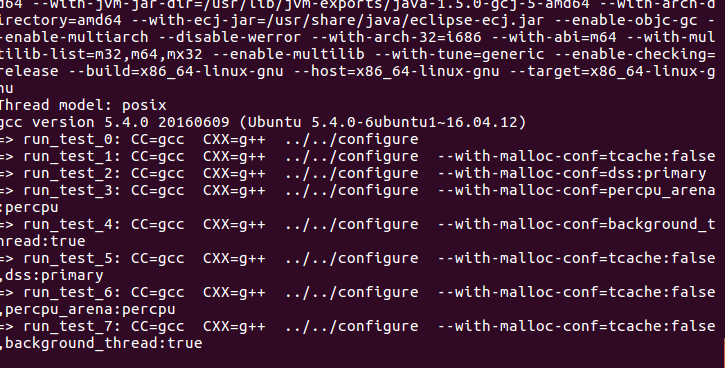 d64 --with-jvm-jar-dir=/usr/lib/jvm-exports/java-1.5.0-gcj-5-amd64 --with-arch-d
irectory=amd64 --with-ecj-jar=/usr/share/java/eclipse-ecj.jar --enable-objc-gc -
-enable-multiarch --disable-werror --with-arch-32=i686 --with-abi=m64 --with-mul
tilib-list=m32,m64,mx32 --enable-multilib --with-tune=generic --enable-checking=
release --build=x86_64-linux-gnu --host=x86_64-linux-gnu --target=x86_64-linux-g
nu
Thread model: posix
gcc version 5.4.0 20160609 (Ubuntu 5.4.0-6ubuntu1~16.04.12)
=> run_test_0: CC=gcc  CXX=g++  ../../configure
=> run_test_1: CC=gcc  CXX=g++  ../../configure  --with-malloc-conf=tcache:false
=> run_test_2: CC=gcc  CXX=g++  ../../configure  --with-malloc-conf=dss:primary
=> run_test_3: CC=gcc  CXX=g++  ../../configure  --with-malloc-conf=percpu_arena
:percpu
=> run_test_4: CC=gcc  CXX=g++  ../../configure  --with-malloc-conf=background_t
hread:true
=> run_test_5: CC=gcc  CXX=g++  ../../configure  --with-malloc-conf=tcache:false
,dss:primary
=> run_test_6: CC=gcc  CXX=g++  ../../configure  --with-malloc-conf=tcache:false
,percpu_arena:percpu
=> run_test_7: CC=gcc  CXX=g++  ../../configure  --with-malloc-conf=tcache:false
,background_thread:true